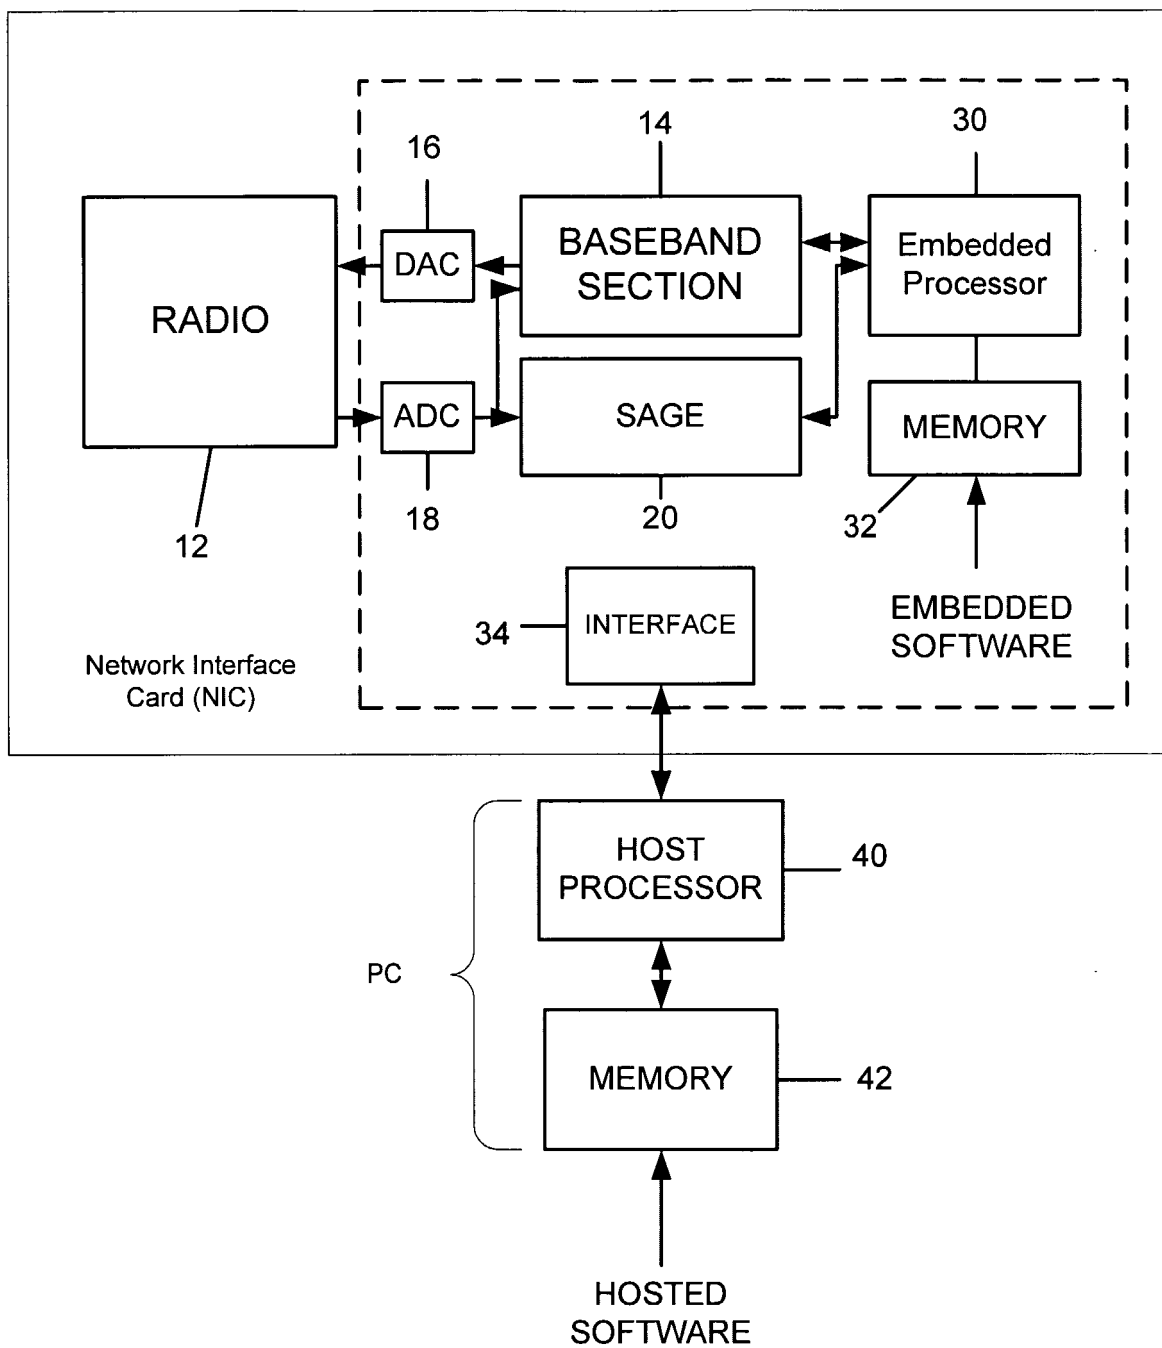 14
30
16
BASEBAND
SECTION
Embedded
Processor
DAC
RADIO
ADC
SAGE
MEMORY
18
20
32
12
EMBEDDED
SOFTWARE
34
INTERFACE
Network Interface
Card (NIC)
HOST
PROCESSOR
40
PC
MEMORY
42
HOSTED
SOFTWARE